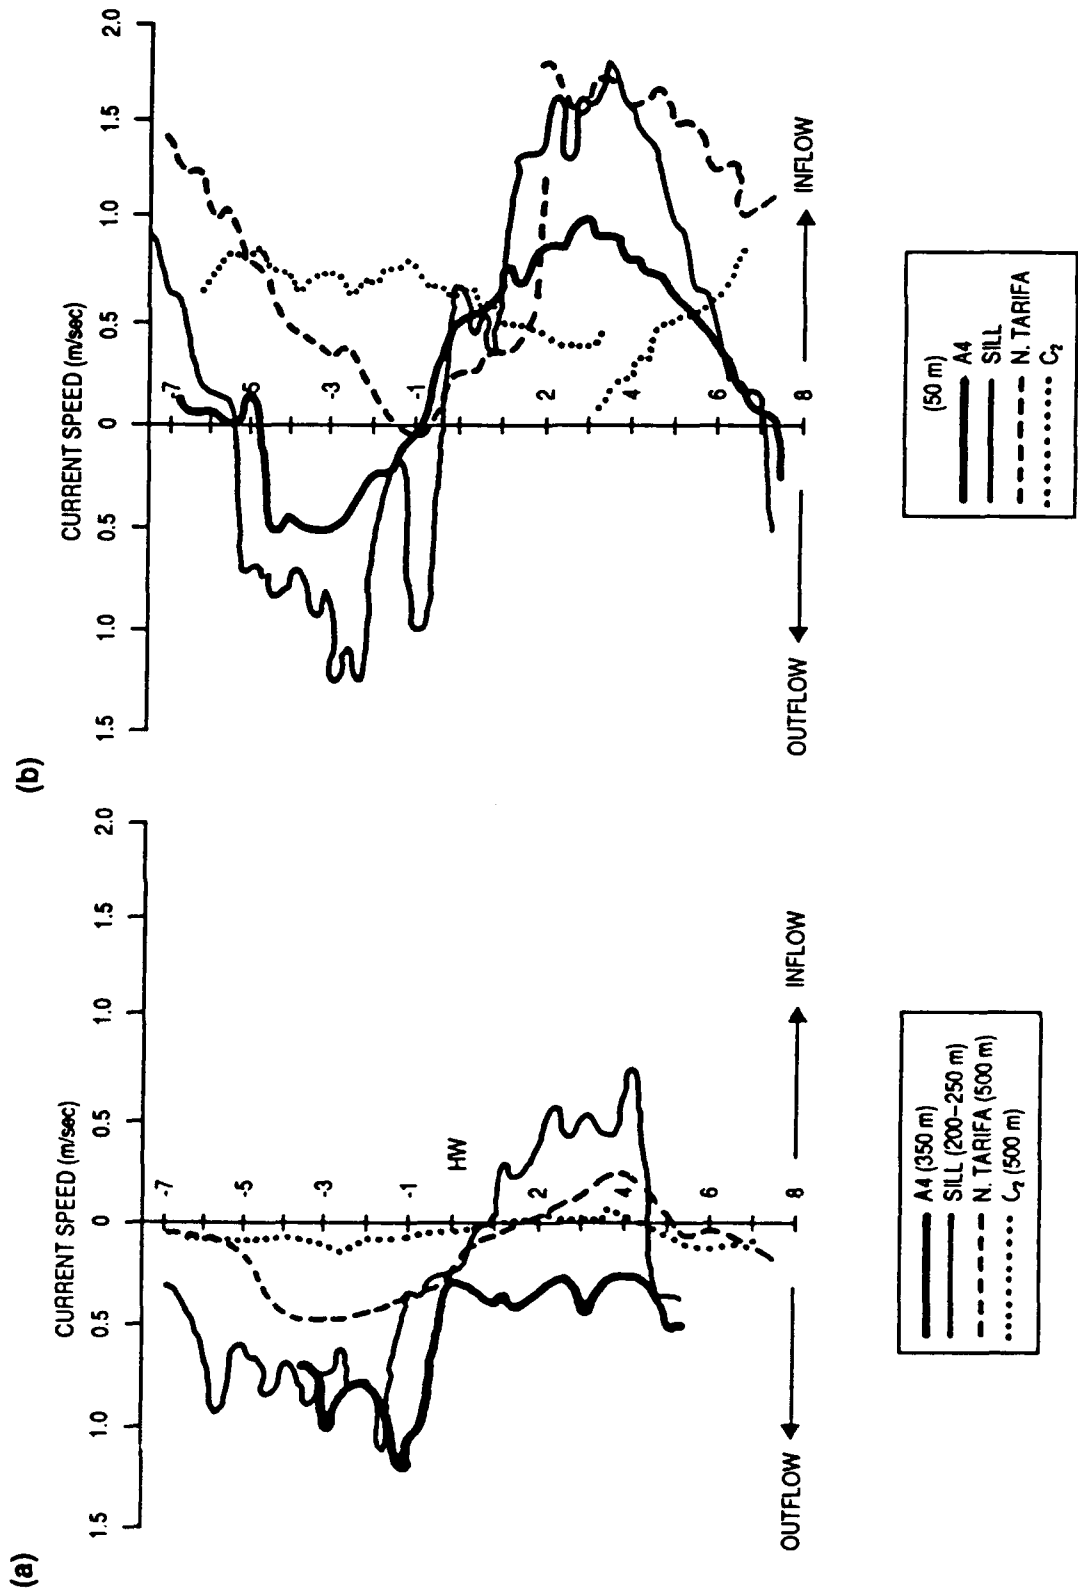 (a)
CURRENT SPEED (m/sec)
1.5 1.0 0.5 0 0.5 1.0 1.5 2.0
-7
-5
-3
-1
HW
2
4
6
8
OUTFLOW INFLOW
A4 (350 m)
SILL (200-250 m)
N. TARIFA (500 m)
C₂ (500 m)
(b)
CURRENT SPEED (m/sec)
1.5 1.0 0.5 0 0.5 1.0 1.5 2.0
-7
-5
-3
-1
2
4
6
8
OUTFLOW INFLOW
(50 m)
A4
SILL
N. TARIFA
C₂